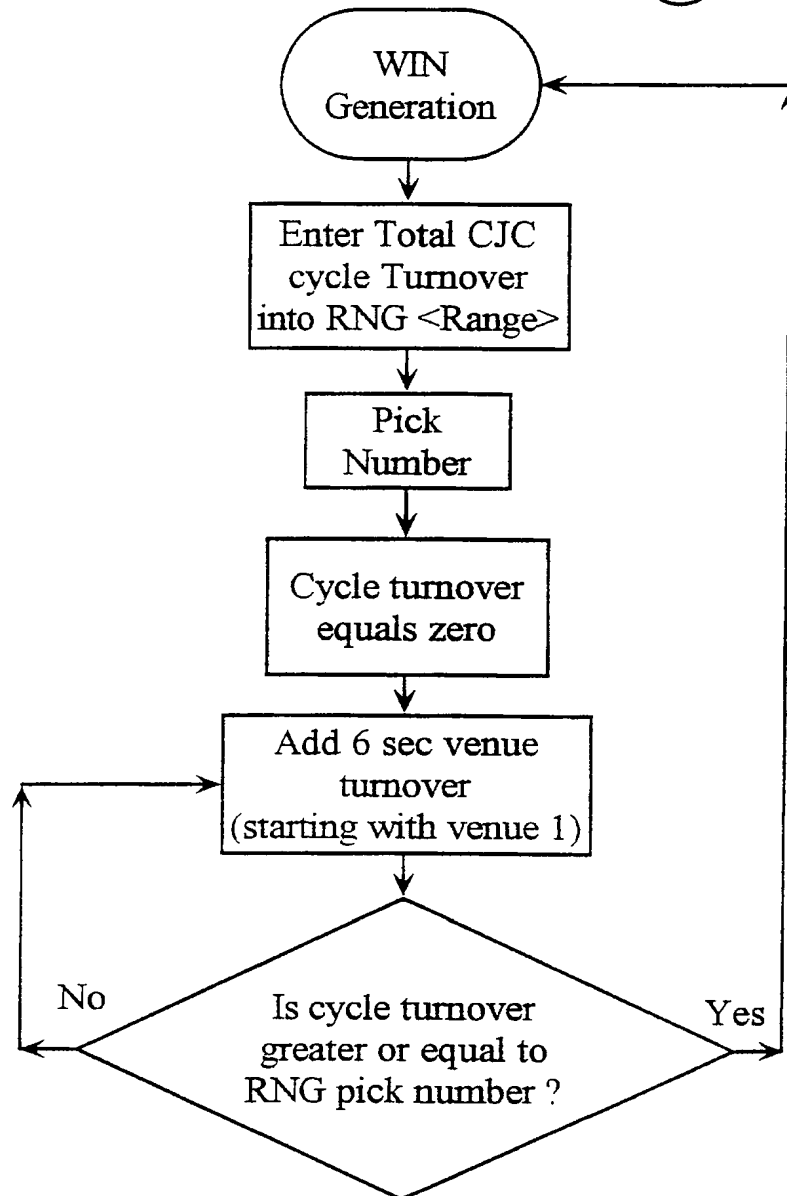 WIN
Generation
Enter Total CJC
cycle Turnover
into RNG <Range>
Pick
Number
Cycle turnover
equals zero
Add 6 sec venue
turnover
(starting with venue 1)
No
Is cycle turnover
greater or equal to
RNG pick number ?
Yes